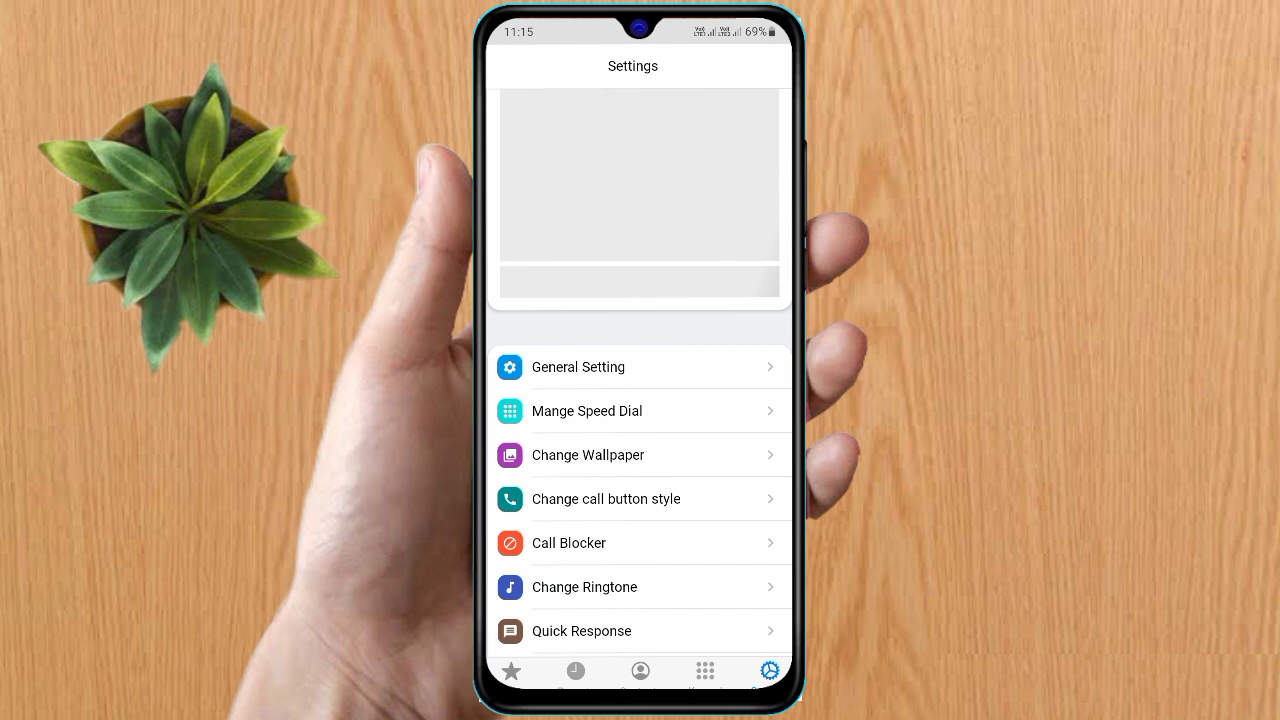 11:15
69%
Settings
General Setting
Mange Speed Dial
Change Wallpaper
Change call button style
Call Blocker
Change Ringtone
Quick Response